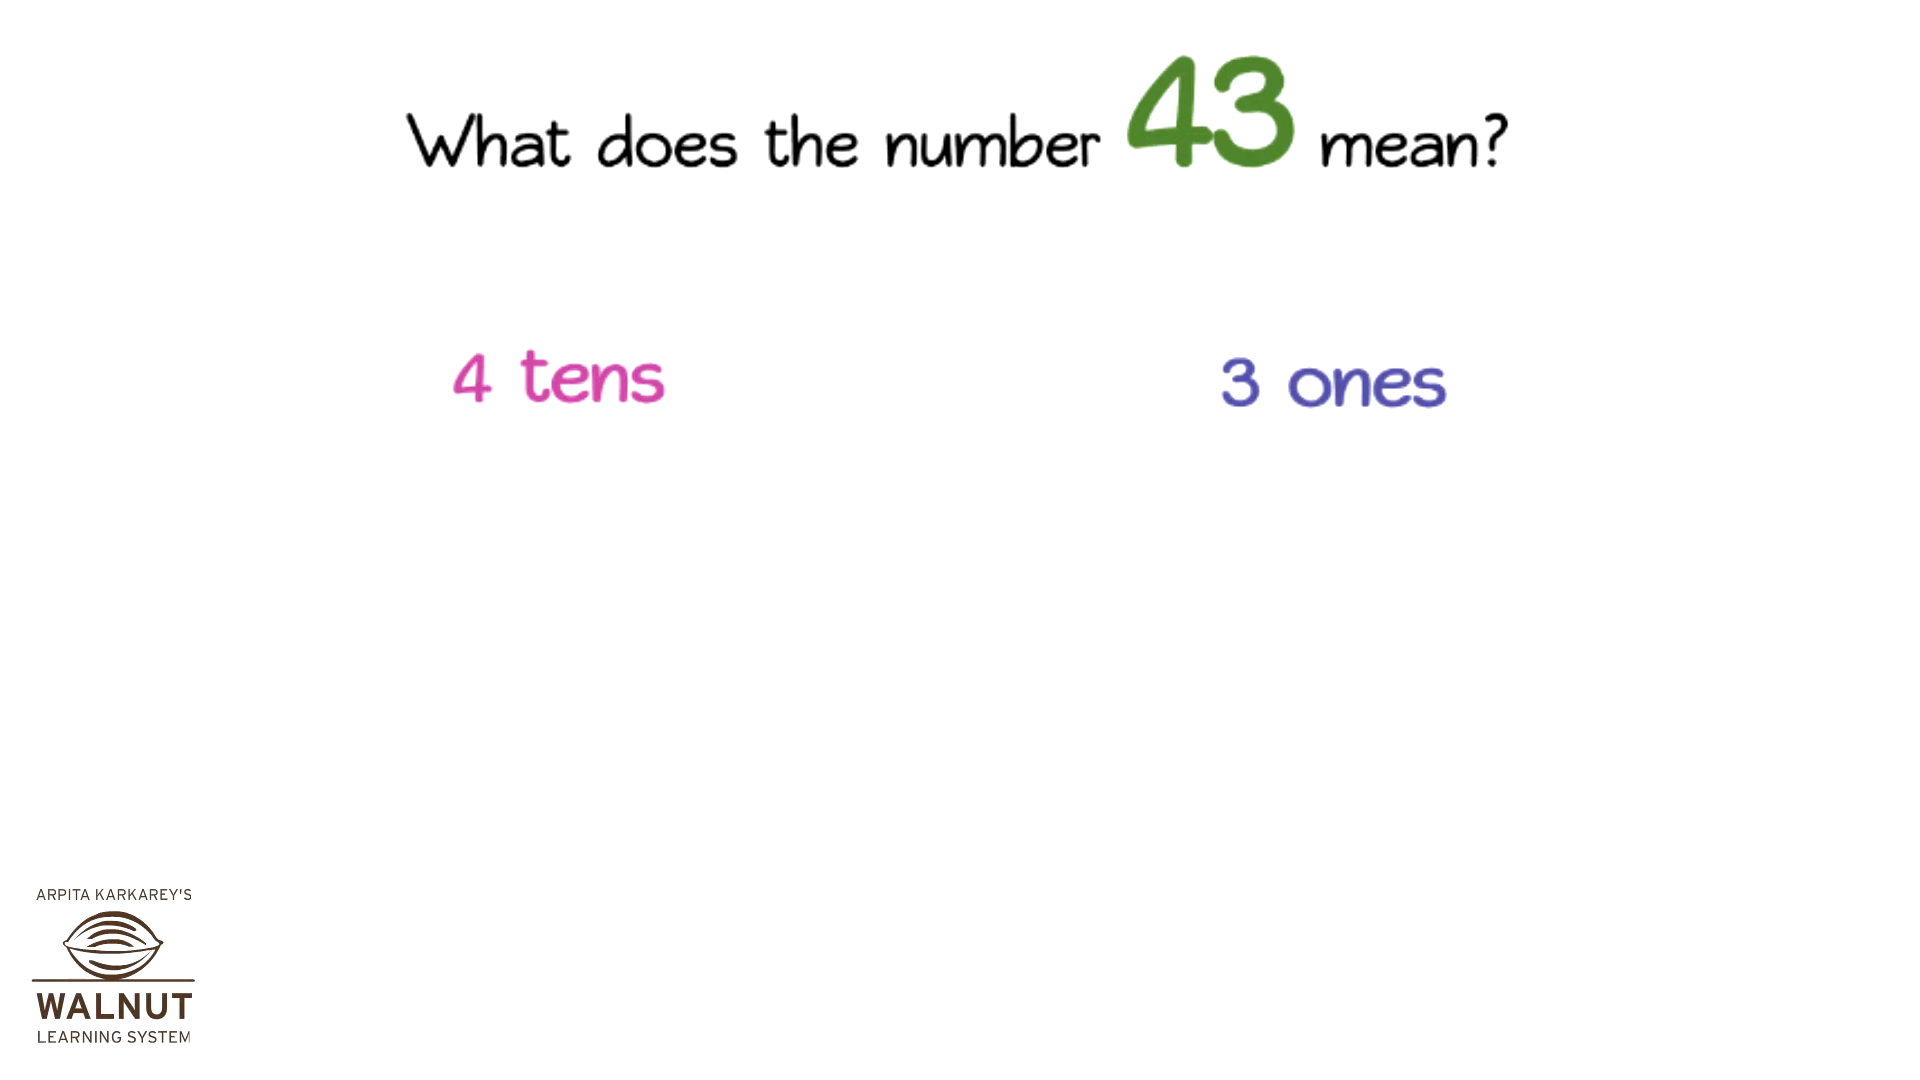 What does the number 43 mean?
4 tens 3 ones
ARPITA KARKAREY'S
WALNUT
LEARNING SYSTEM